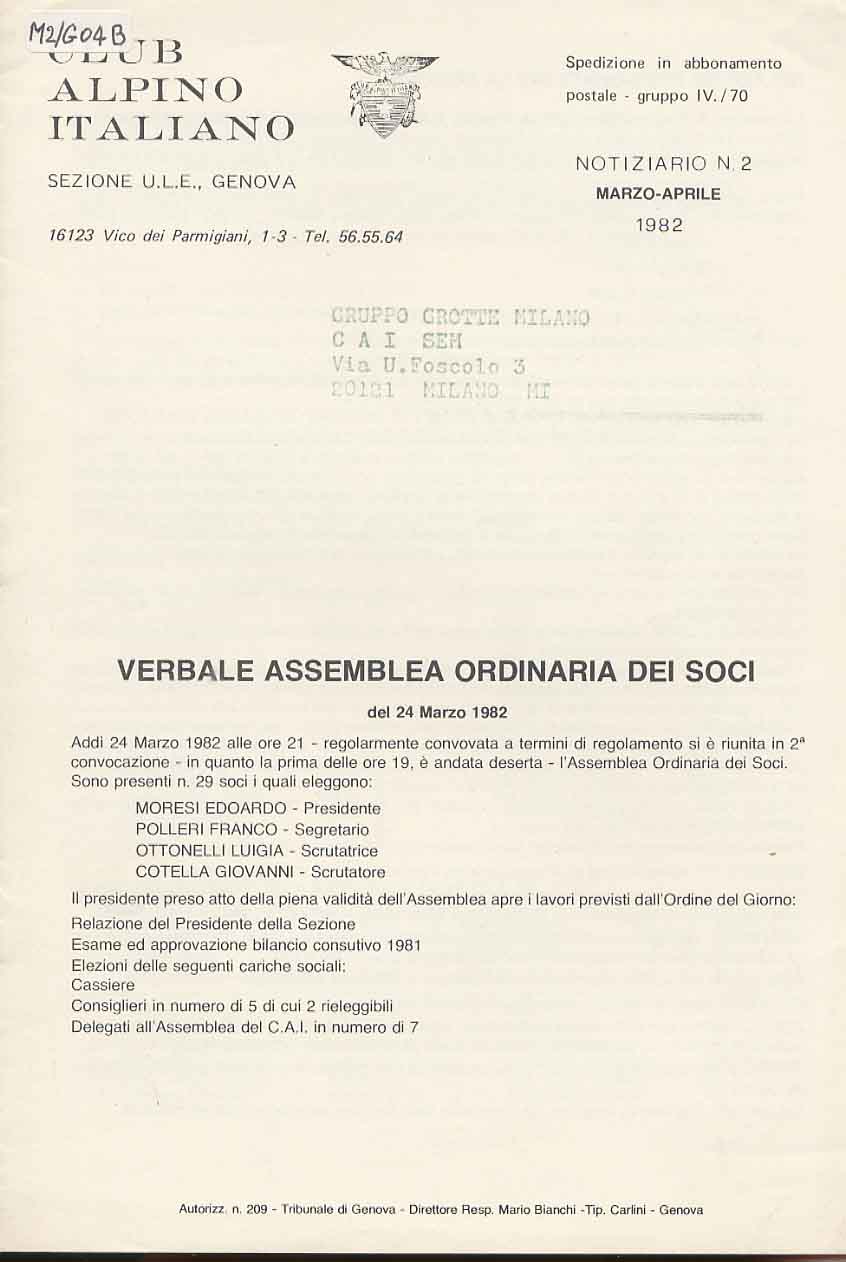 M2/G04B
CLUB
ALPINO
ITALIANO
SEZIONE U.L.E., GENOVA
16123 Vico dei Parmigiani, 1-3 - Tel. 56.55.64
Spedizione in abbonamento
postale - gruppo IV./70
NOTIZIARIO N. 2
MARZO-APRILE
1982
GRUPPO GROTTE MILANO
C A I SEM
Via U.Foscolo 3
20121 MILANO MI
VERBALE ASSEMBLEA ORDINARIA DEI SOCI
del 24 Marzo 1982
Addi 24 Marzo 1982 alle ore 21 - regolarmente convovata a termini di regolamento si è riunita in 2ª
convocazione - in quanto la prima delle ore 19, è andata deserta - l'Assemblea Ordinaria dei Soci.
Sono presenti n. 29 soci i quali eleggono:
MORESI EDOARDO - Presidente
POLLERI FRANCO - Segretario
OTTONELLI LUIGIA - Scrutatrice
COTELLA GIOVANNI - Scrutatore
Il presidente preso atto della piena validità dell'Assemblea apre i lavori previsti dall'Ordine del Giorno:
Relazione del Presidente della Sezione
Esame ed approvazione bilancio consutivo 1981
Elezioni delle seguenti cariche sociali:
Cassiere
Consiglieri in numero di 5 di cui 2 rieleggibili
Delegati all'Assemblea del C.A.I. in numero di 7
Autorizz. n. 209 - Tribunale di Genova - Direttore Resp. Mario Bianchi -Tip. Carlini - Genova